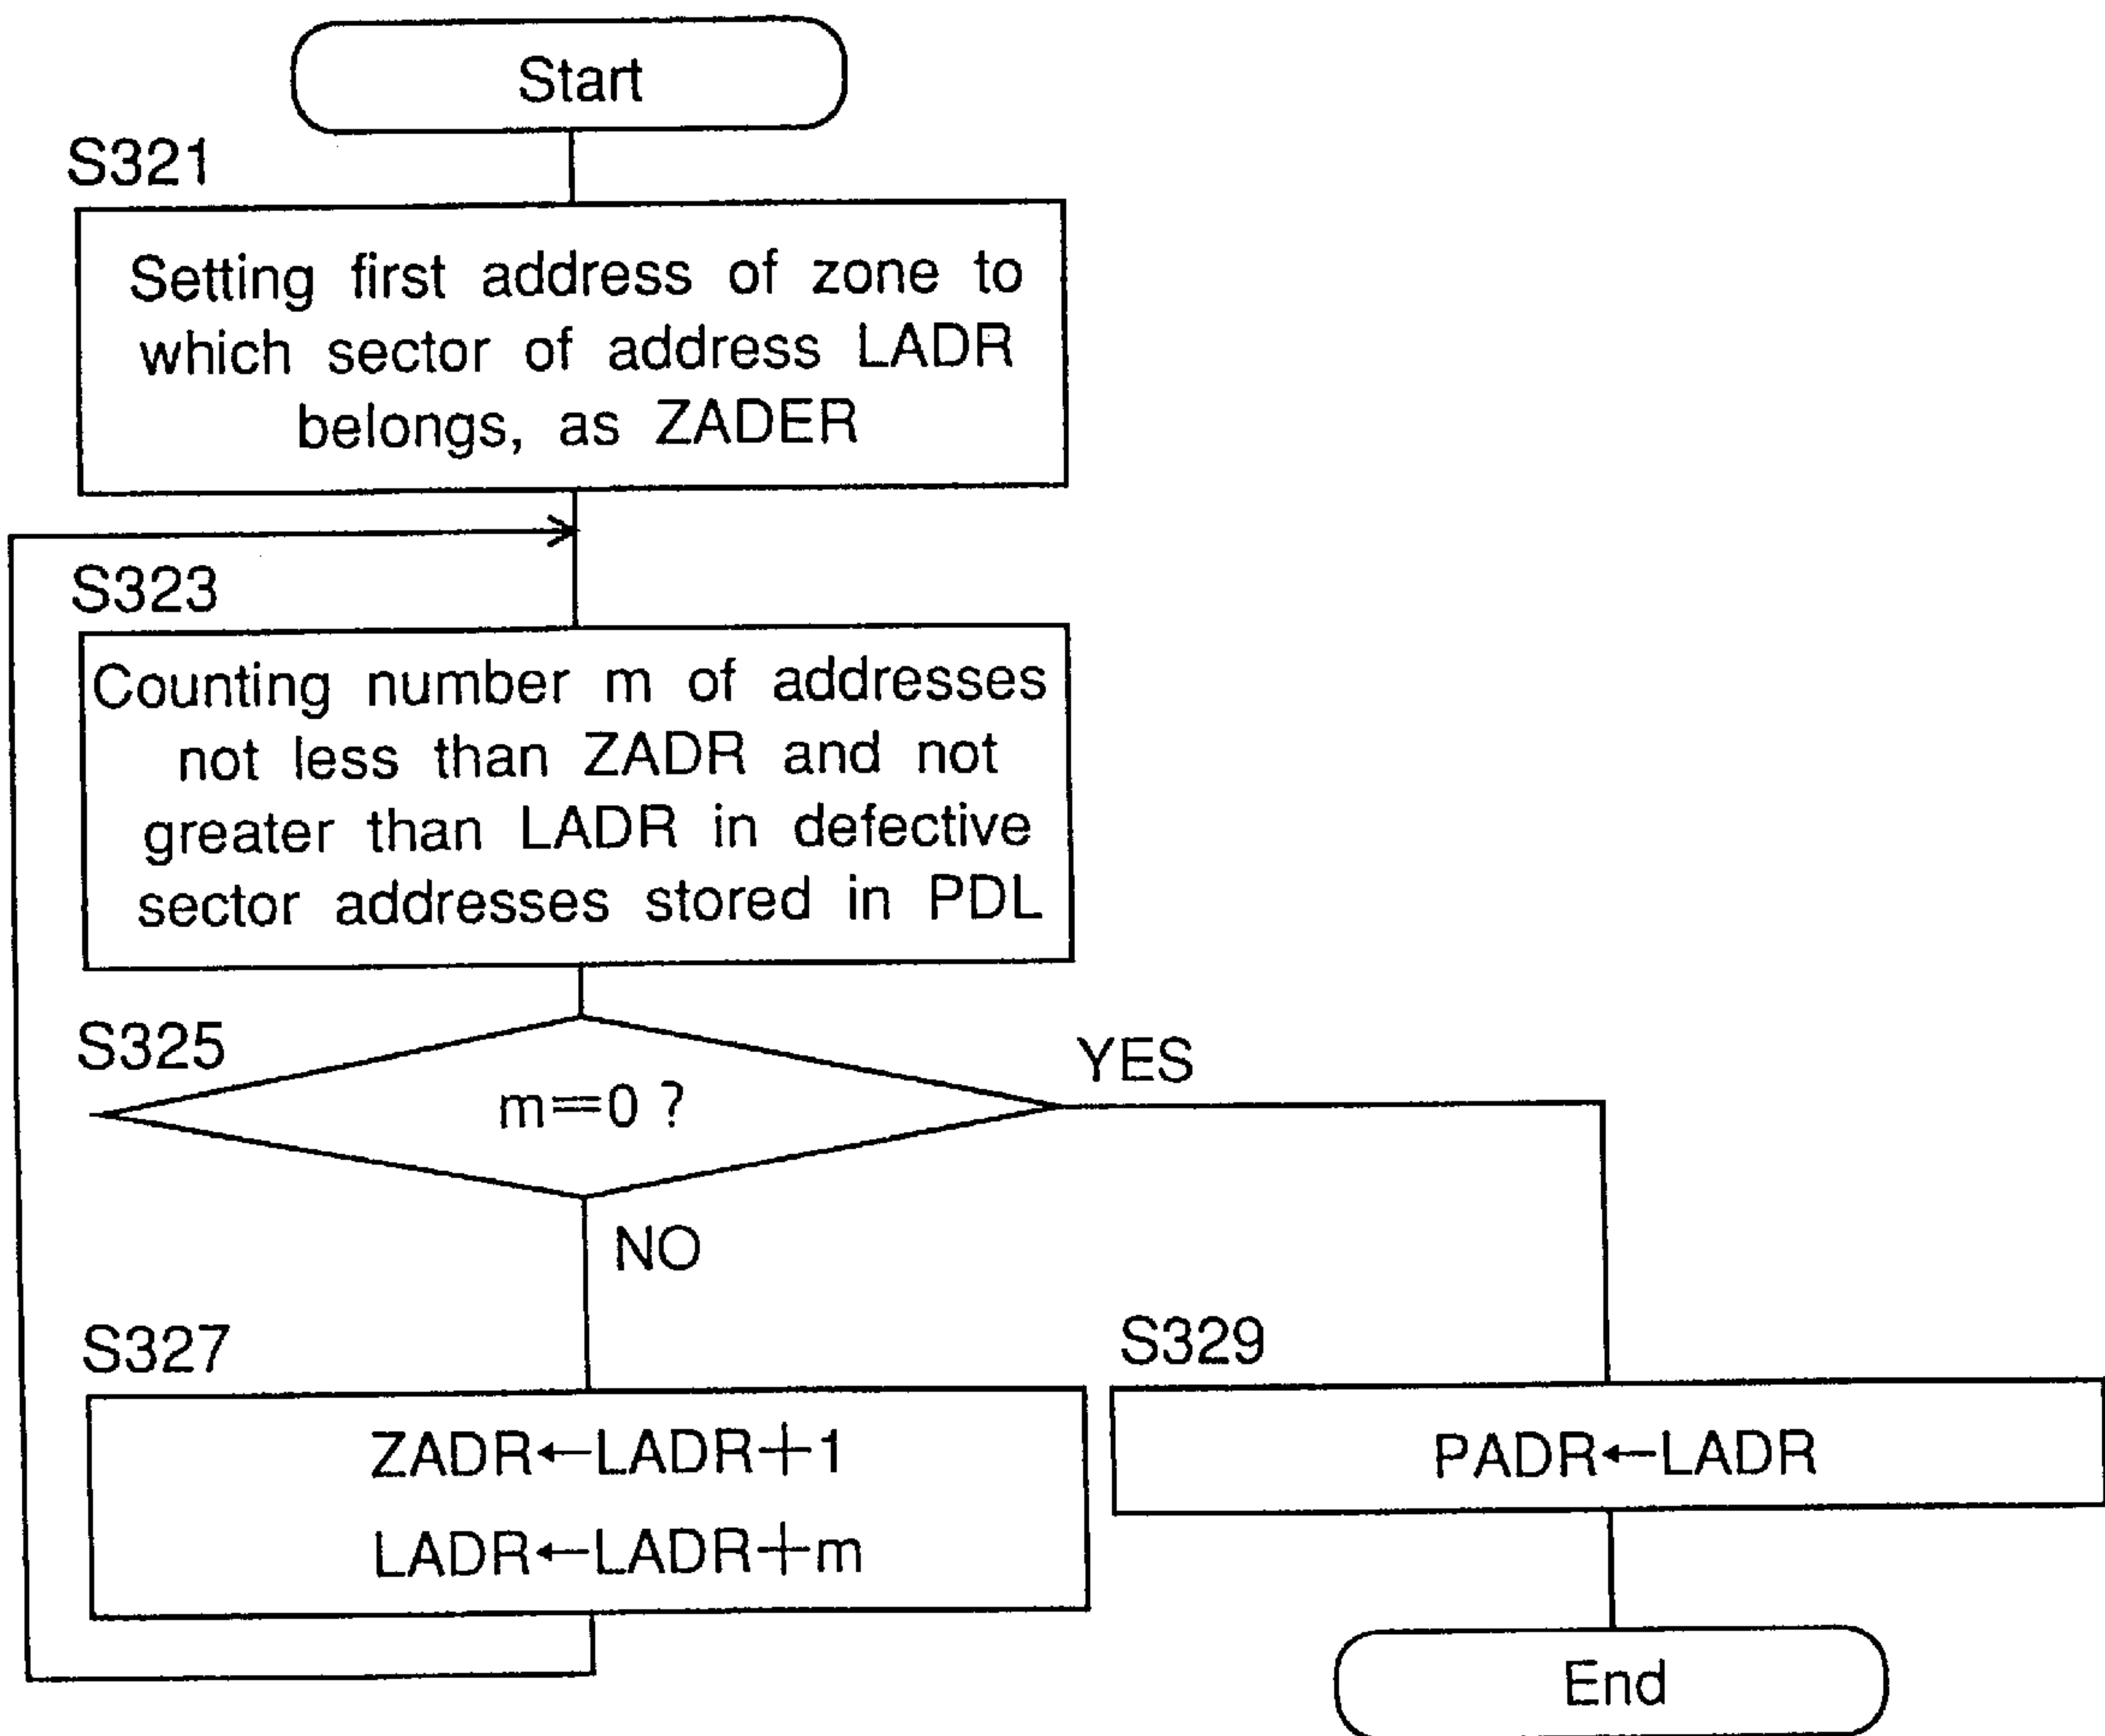 Start
S321
Setting first address of zone to
which sector of address LADR
belongs, as ZADER
S323
Counting number m of addresses
not less than ZADR and not
greater than LADR in defective
sector addresses stored in PDL
S325
m=0 ?
YES
NO
S327
ZADR←LADR+1
LADR←LADR+m
S329
PADR←LADR
End